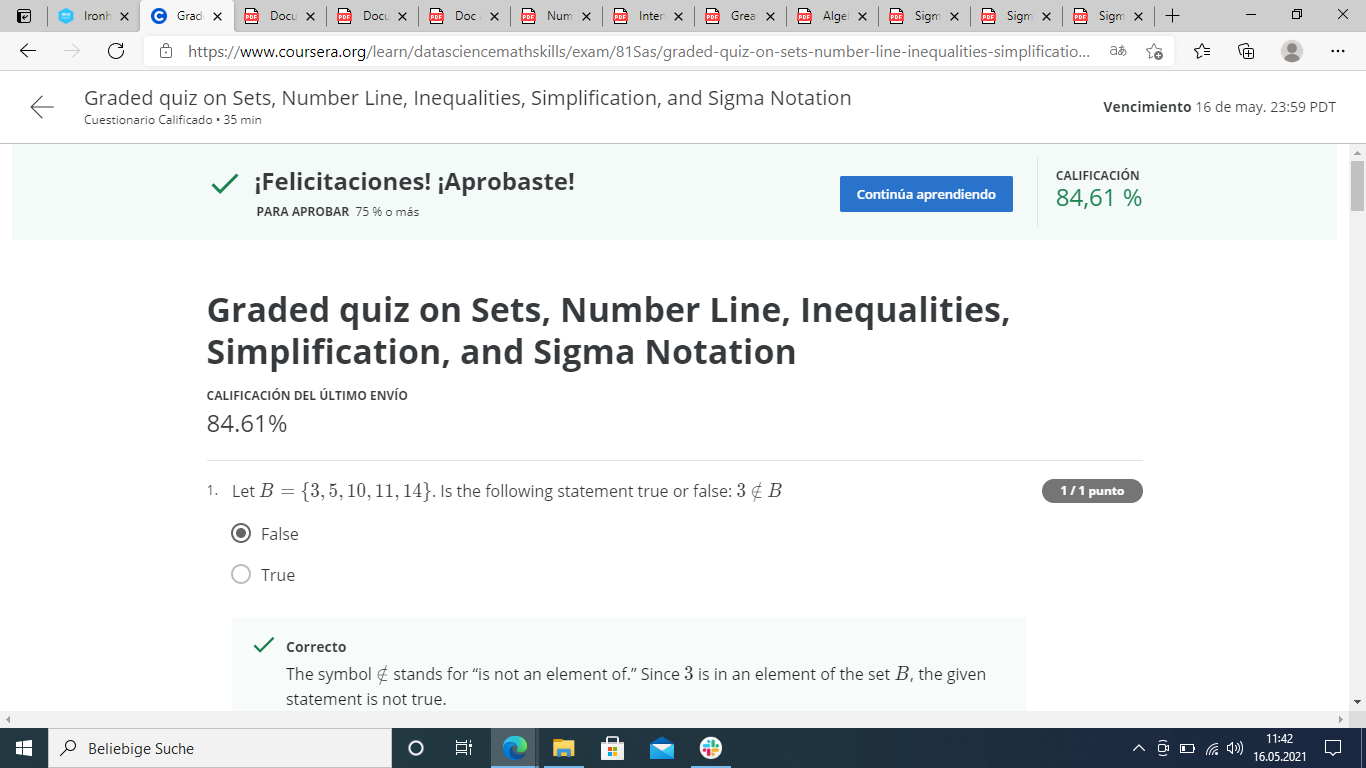 Ironh
Grad
Docu
Docu
Doc
Num
Inter
Grea
Algel
Sigm
Sigm
Sigm
https://www.coursera.org/learn/datasciencemathskills/exam/81Sas/graded-quiz-on-sets-number-line-inequalities-simplificatio...
Graded quiz on Sets, Number Line, Inequalities, Simplification, and Sigma Notation
Cuestionario Calificado • 35 min
Vencimiento 16 de may. 23:59 PDT
¡Felicitaciones! ¡Aprobaste!
PARA APROBAR 75 % o más
Continúa aprendiendo
CALIFICACIÓN
84,61 %
Graded quiz on Sets, Number Line, Inequalities,
Simplification, and Sigma Notation
CALIFICACIÓN DEL ÚLTIMO ENVÍO
84.61%
1. Let B = {3, 5, 10, 11, 14}. Is the following statement true or false: 3 ∉ B
1 / 1 punto
False
True
Correcto
The symbol ∉ stands for “is not an element of.” Since 3 is in an element of the set B, the given
statement is not true.
Beliebige Suche
11:42
16.05.2021